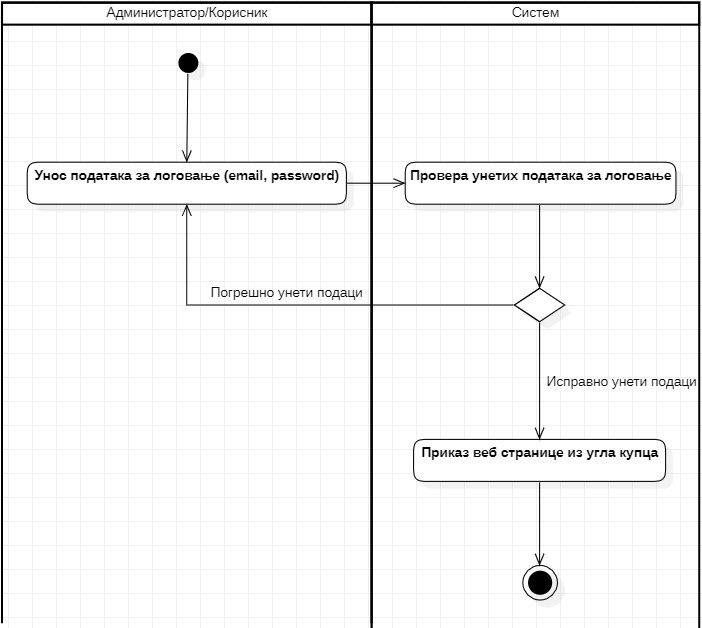 Администратор/Корисник
Систем
Унос података за логовање (email, password)
Провера унетих података за логовање
Погрешно унети подаци
Исправно унети подаци
Приказ веб странице из угла купца